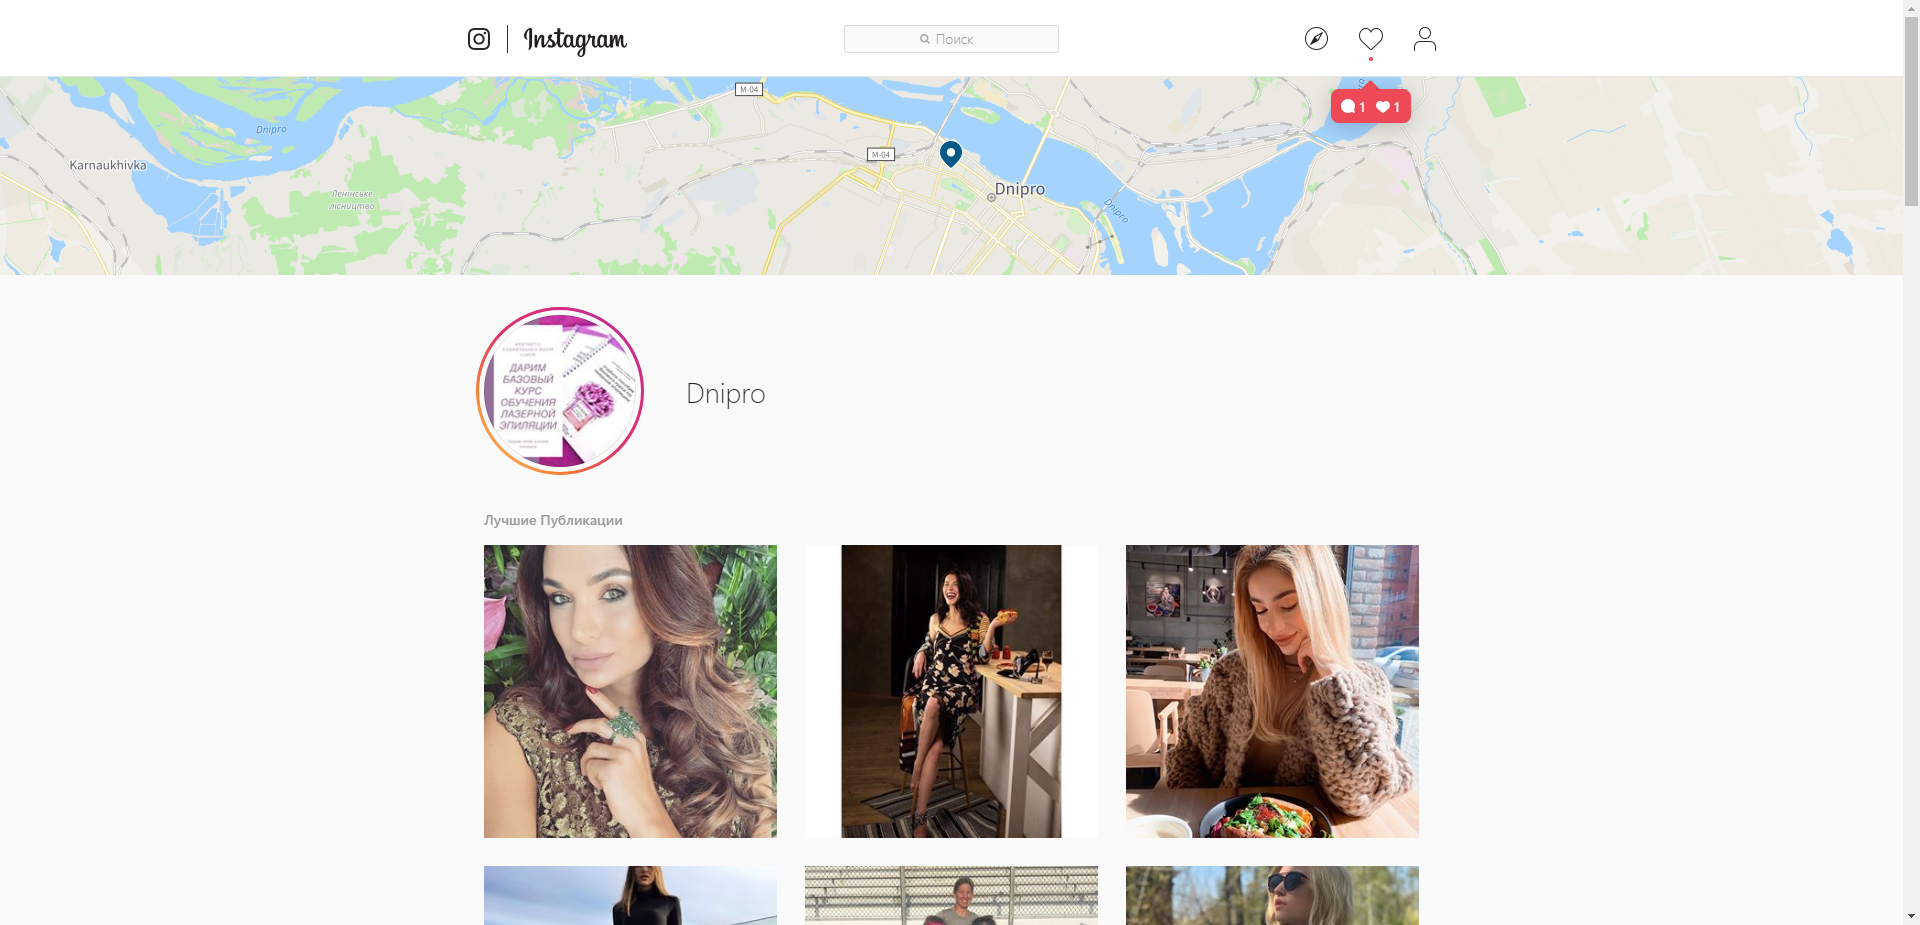 Instagram
Поиск
M-04
1 1
Dnipro
M-04
Karnaukhivka
Dnipro
Ленінське
лісництво
Dnipro
ДАРИМ
БАЗОВЫЙ
КУРС
ОБУЧЕНИЯ
ЛАЗЕРНОЙ
ЭПИЛЯЦИИ
Dnipro
Лучшие Публикации